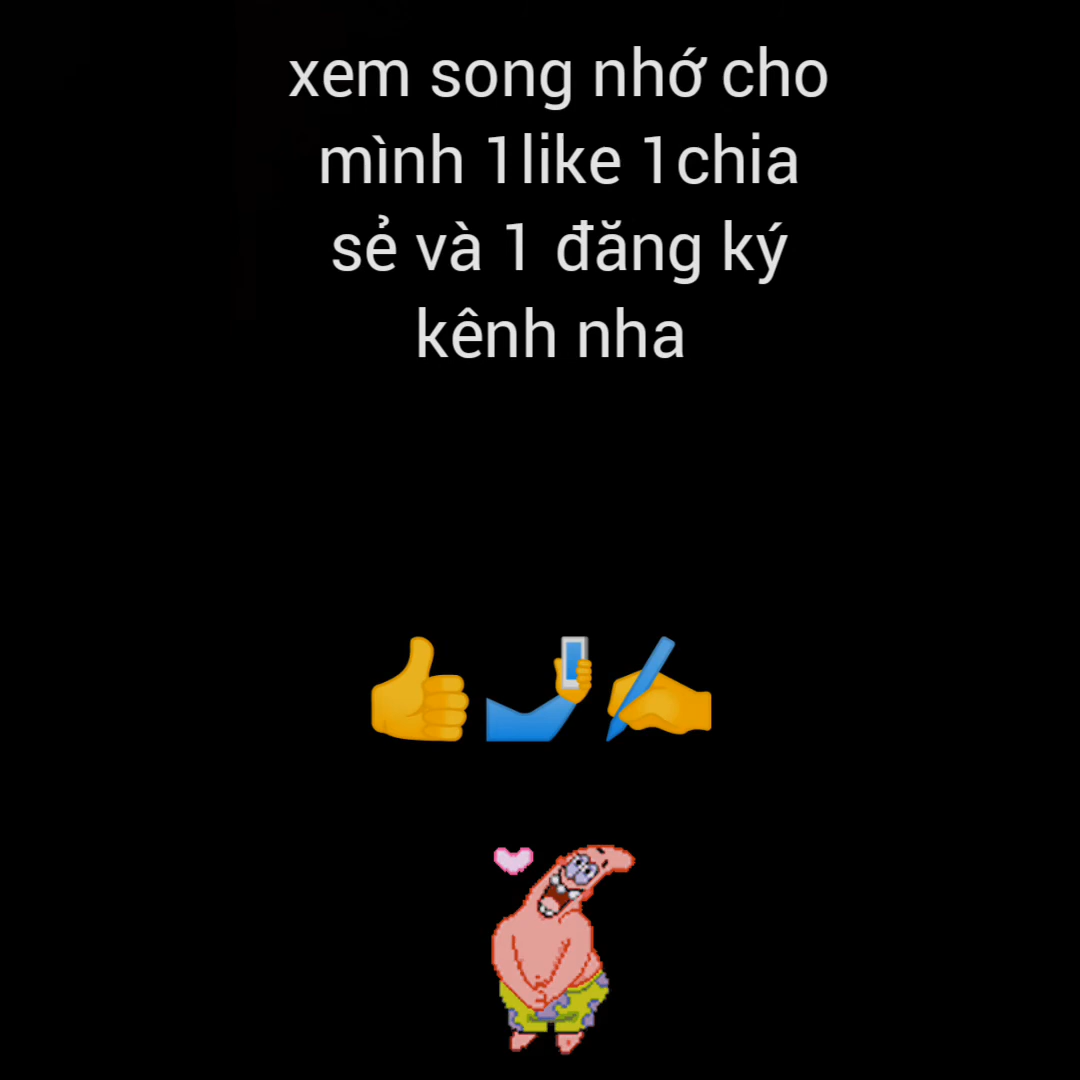 xem song nhớ cho
mình 1like 1chia
sẻ và 1 đăng ký
kênh nha